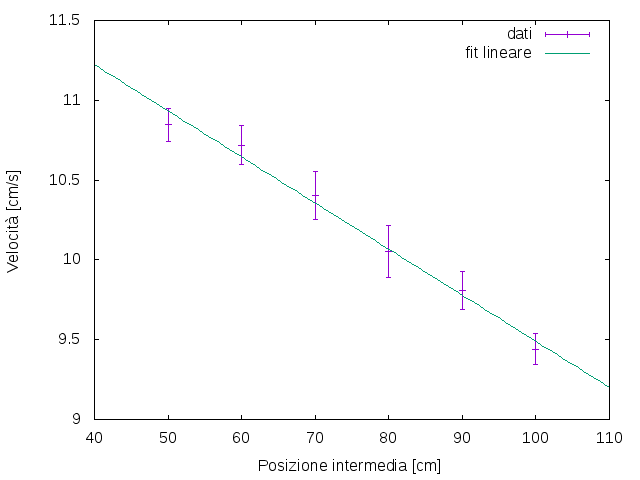 11.5
dati
fit lineare
11
10.5
Velocità [cm/s]
10
9.5
9
40 50 60 70 80 90 100 110
Posizione intermedia [cm]